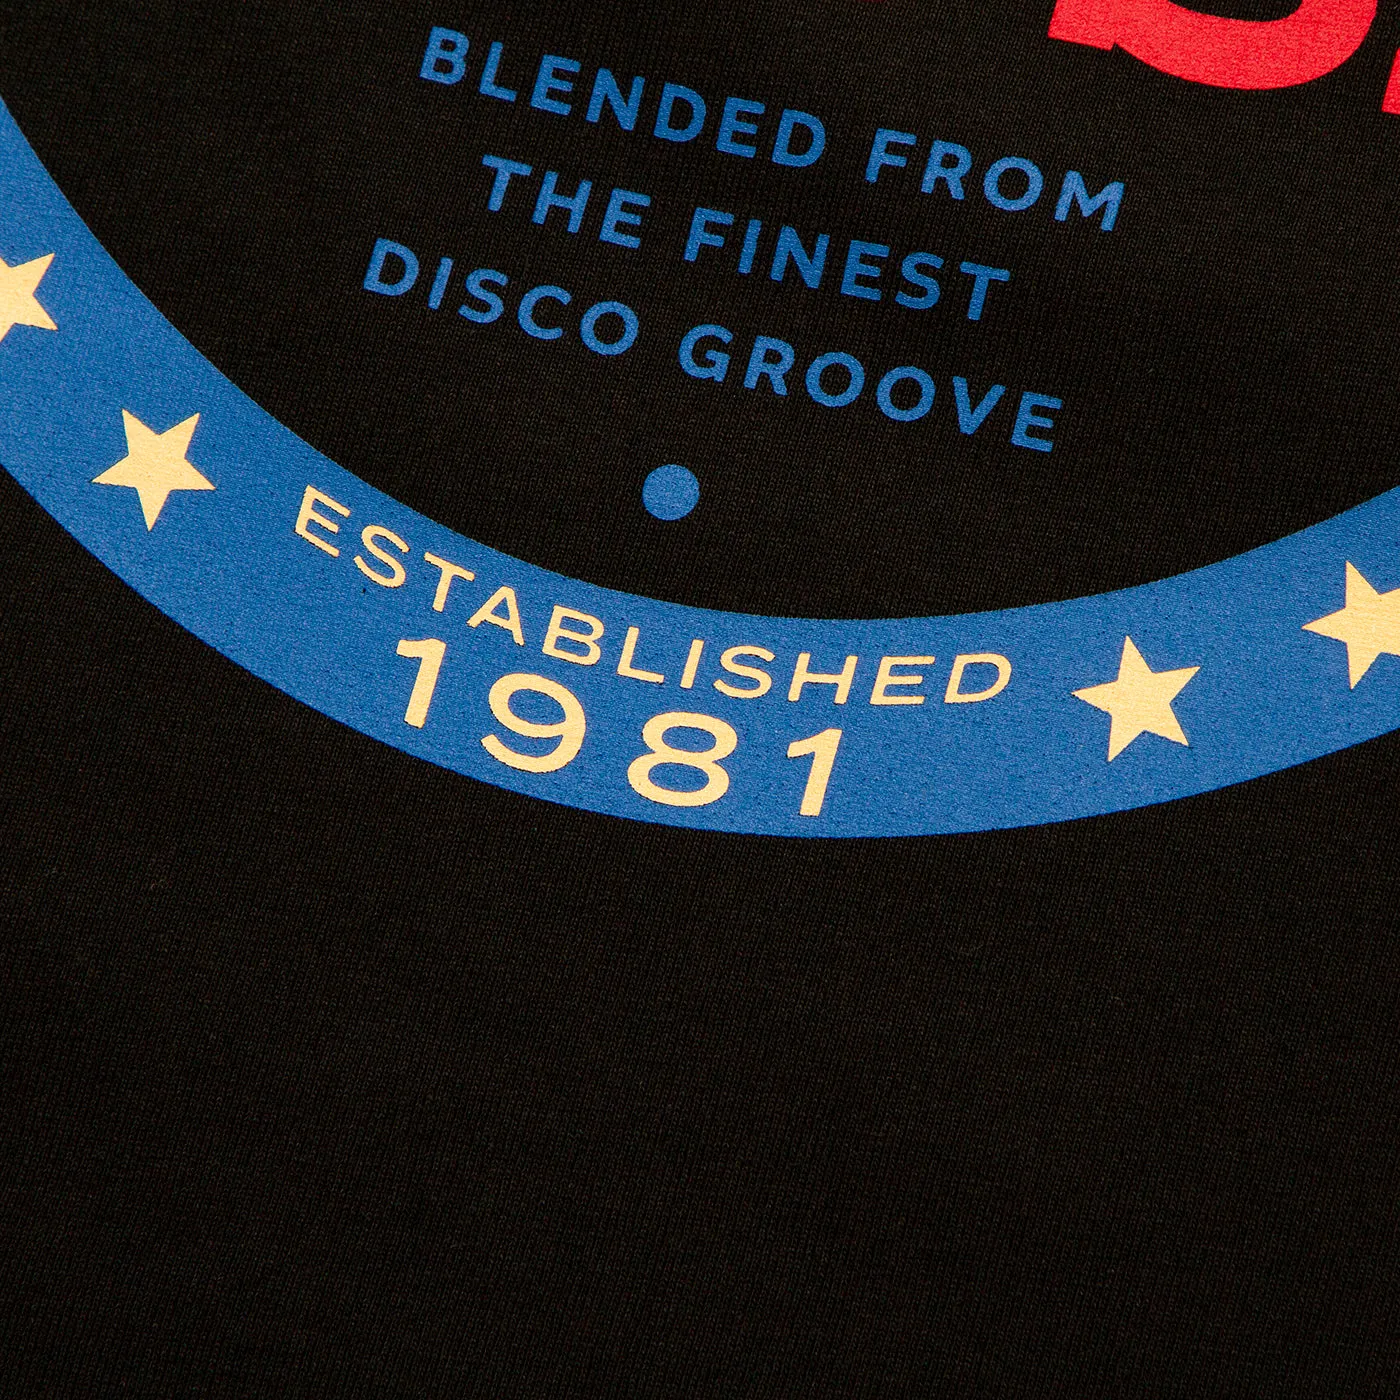 BLENDED FROM
THE FINEST
DISCO GROOVE
ESTABLISHED
1981